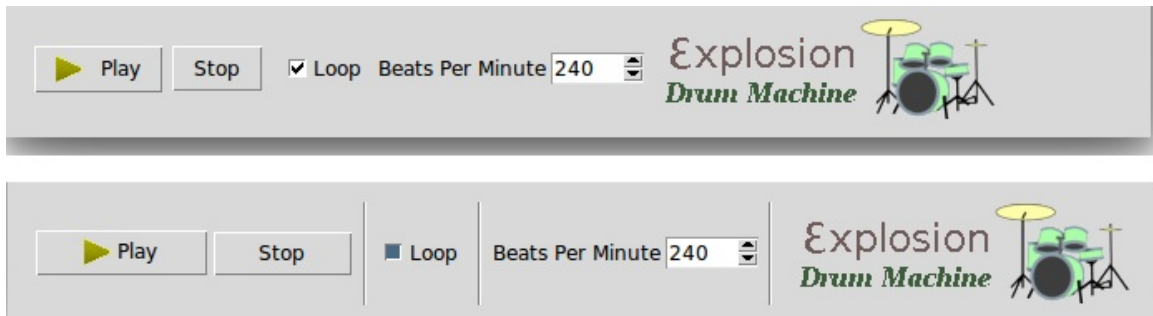 Play Stop Loop Beats Per Minute 240 Explosion
Drum Machine
Play Stop Loop Beats Per Minute 240 Explosion
Drum Machine